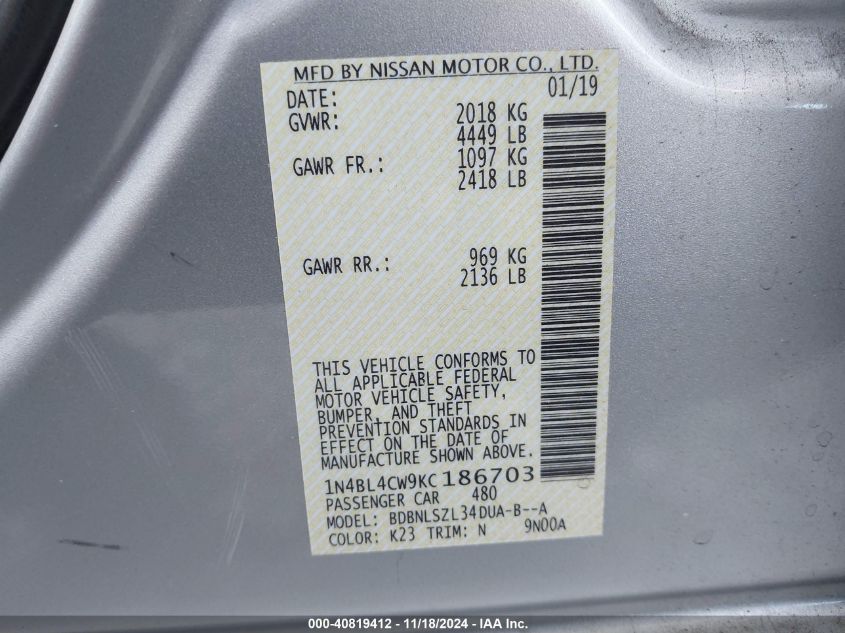 MFD BY NISSAN MOTOR CO., LTD.
DATE: 01/19
GVWR: 2018 KG
4449 LB
GAWR FR.: 1097 KG
2418 LB
GAWR RR.: 969 KG
2136 LB
THIS VEHICLE CONFORMS TO
ALL APPLICABLE FEDERAL
MOTOR VEHICLE SAFETY,
BUMPER, AND THEFT
PREVENTION STANDARDS IN
EFFECT ON THE DATE OF
MANUFACTURE SHOWN ABOVE.
1N4BL4CW9KC186703
PASSENGER CAR 480
MODEL: BDBNLSZL34DUA-B--A
COLOR: K23 TRIM: N 9N00A
000-40819412 - 11/18/2024 - IAA Inc.